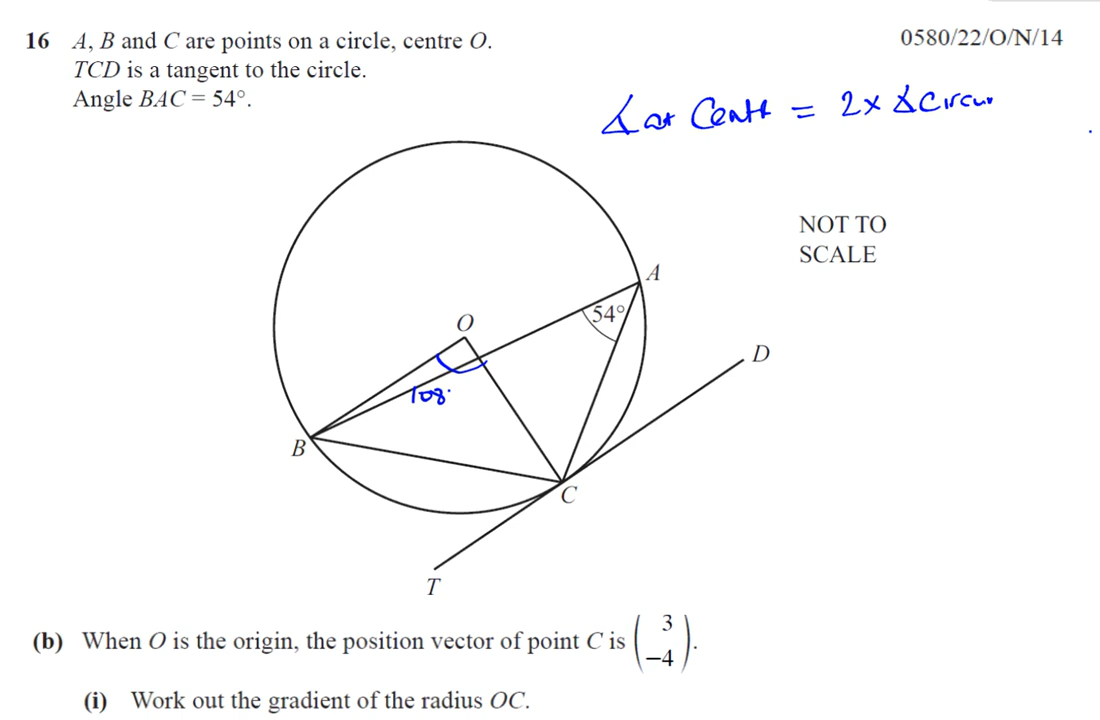 16 A, B and C are points on a circle, centre O.
0580/22/O/N/14
TCD is a tangent to the circle.
Angle BAC = 54°.
∡ at Cent = 2 x ∡ Circum
NOT TO
SCALE
A
54°
O
D
108°
B
C
T
(b) When O is the origin, the position vector of point C is ( 3 −4 ).
(i) Work out the gradient of the radius OC.